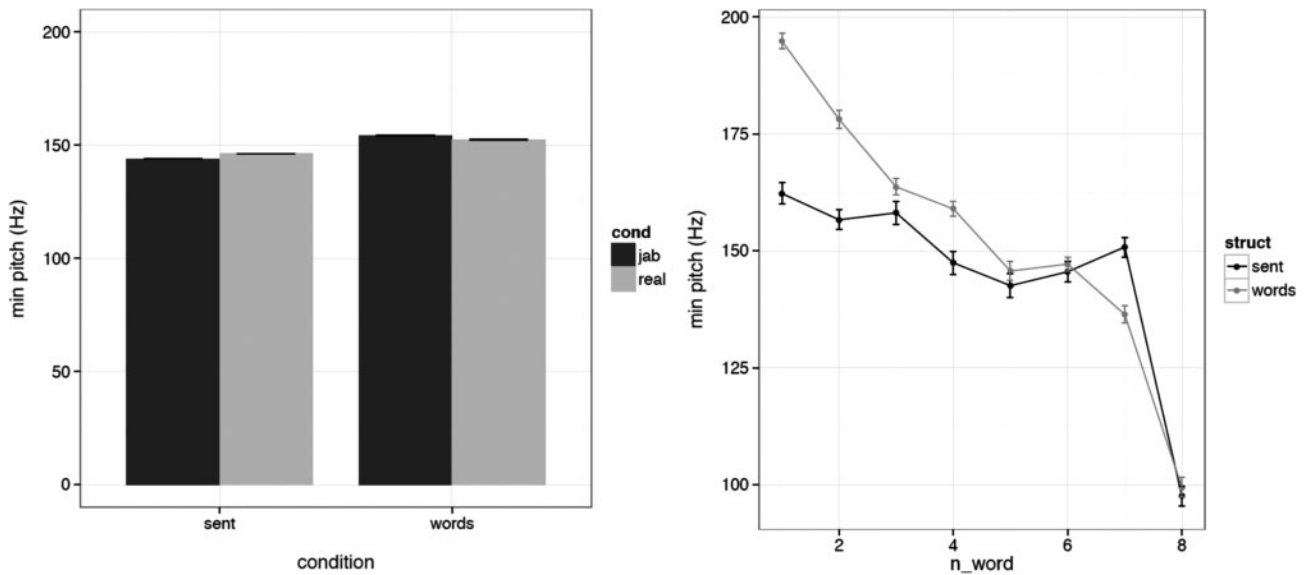 200
150
100
50
0
min pitch (Hz)
sent
words
condition
cond
jab
real
200
175
150
125
100
min pitch (Hz)
2
4
6
8
n_word
struct
sent
words